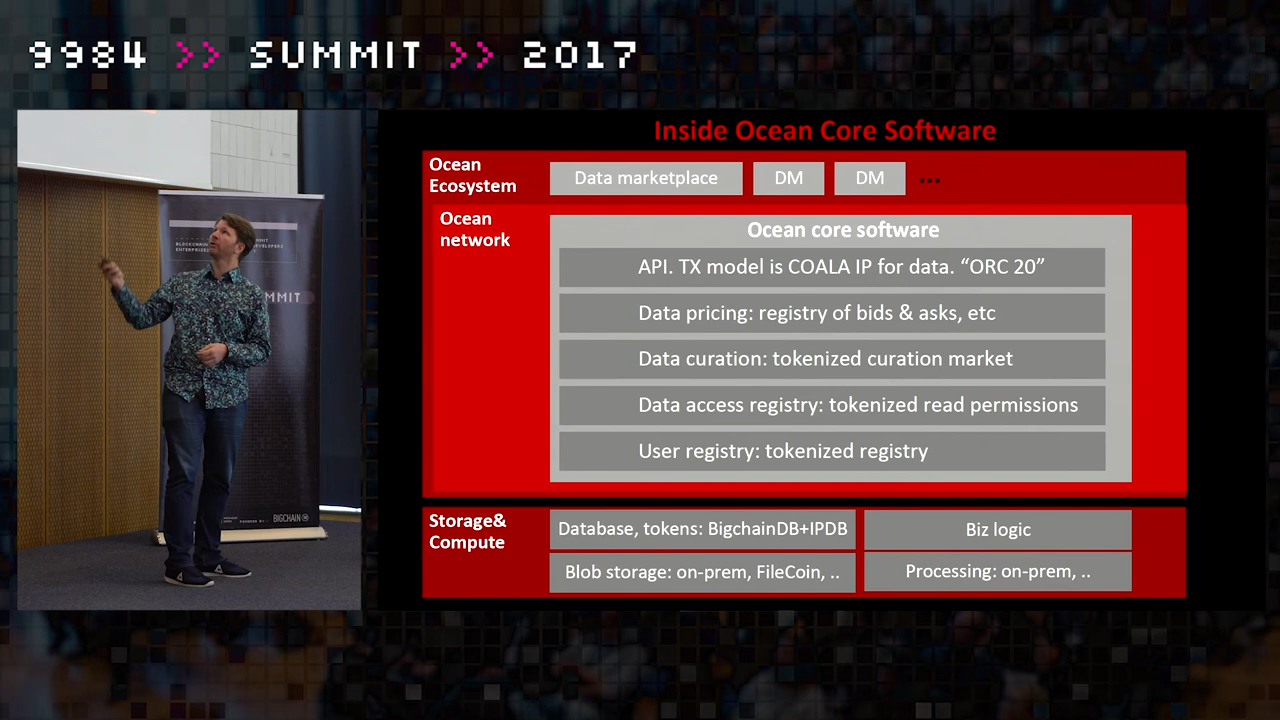 9984 >> SUMMIT >> 2017
Inside Ocean Core Software
Ocean
Ecosystem
Data marketplace
DM
DM
...
Ocean
network
Ocean core software
API. TX model is COALA IP for data. “ORC 20”
Data pricing: registry of bids & asks, etc
Data curation: tokenized curation market
Data access registry: tokenized read permissions
User registry: tokenized registry
Storage&
Compute
Database, tokens: BigchainDB+IPDB
Biz logic
Blob storage: on-prem, FileCoin, ..
Processing: on-prem, ..
BIGCHAIN